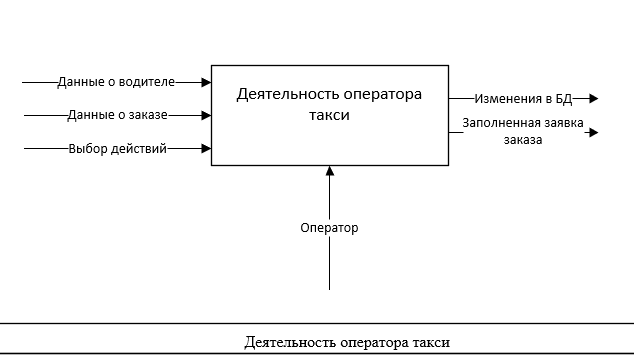 Данные о водителе
Данные о заказе
Выбор действий
Деятельность оператора
такси
Изменения в БД
Заполненная заявка
заказа
Оператор
Деятельность оператора такси